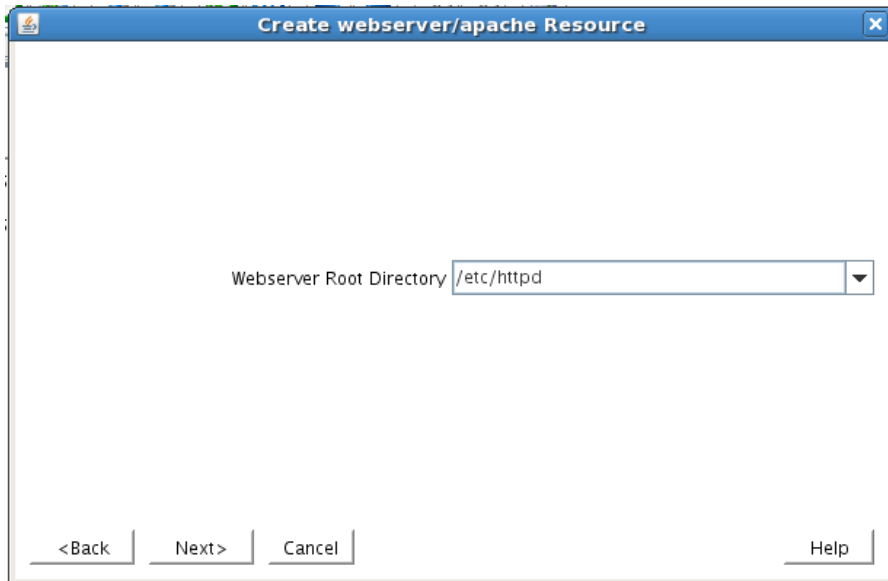 Create webserver/apache Resource
Webserver Root Directory /etc/httpd
<Back Next> Cancel Help